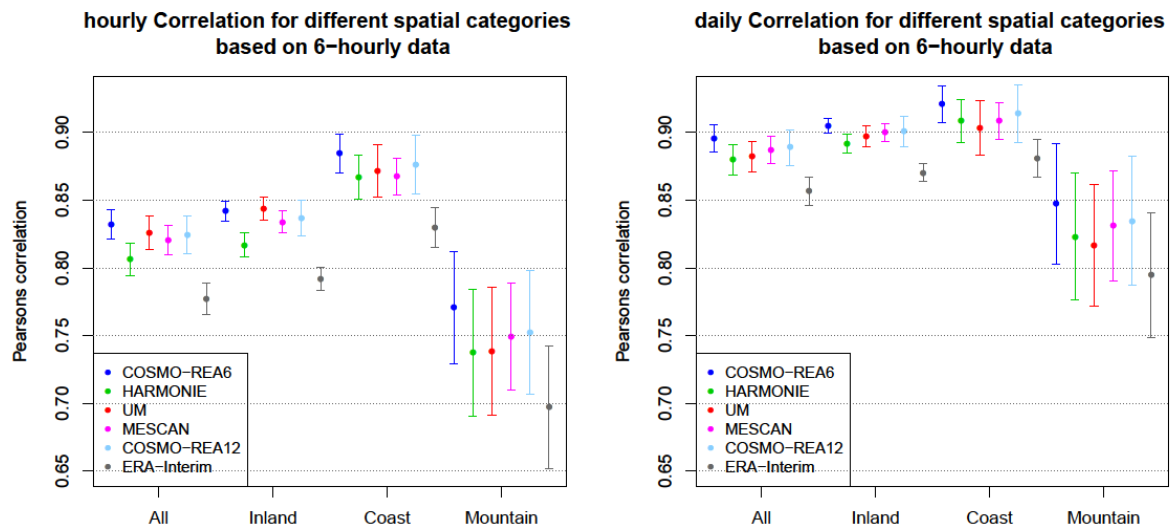 hourly Correlation for different spatial categories
based on 6−hourly data
Pearsons correlation
0.90
0.85
0.80
0.75
0.70
0.65
COSMO−REA6
HARMONIE
UM
MESCAN
COSMO−REA12
ERA−Interim
All Inland Coast Mountain
daily Correlation for different spatial categories
based on 6−hourly data
Pearsons correlation
0.90
0.85
0.80
0.75
0.70
0.65
COSMO−REA6
HARMONIE
UM
MESCAN
COSMO−REA12
ERA−Interim
All Inland Coast Mountain